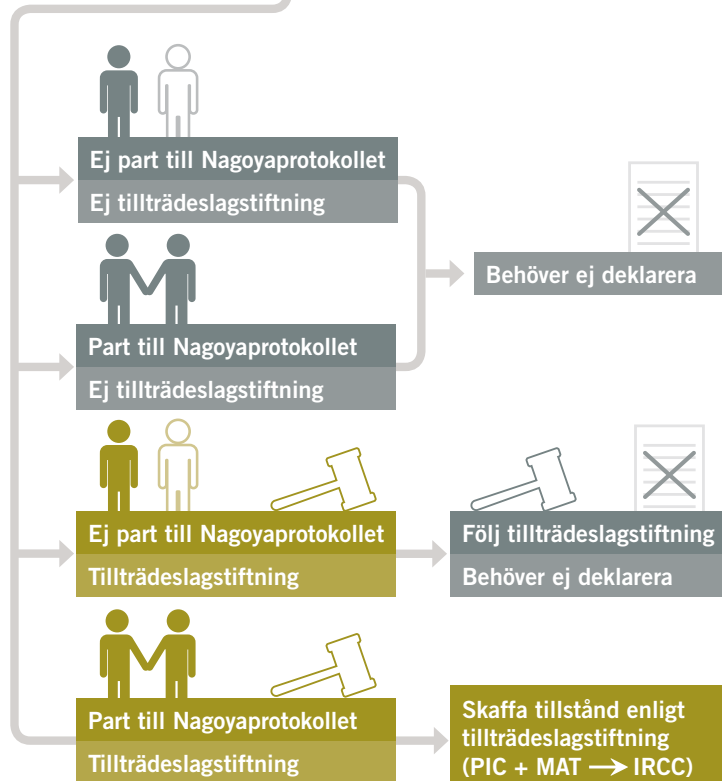 Ej part till Nagoyaprotokollet
Ej tillträdeslagstiftning
Behöver ej deklarera
Part till Nagoyaprotokollet
Ej tillträdeslagstiftning
Ej part till Nagoyaprotokollet
Tillträdeslagstiftning
Följ tillträdeslagstiftning
Behöver ej deklarera
Part till Nagoyaprotokollet
Tillträdeslagstiftning
Skaffa tillstånd enligt
tillträdeslagstiftning
(PIC + MAT → IRCC)